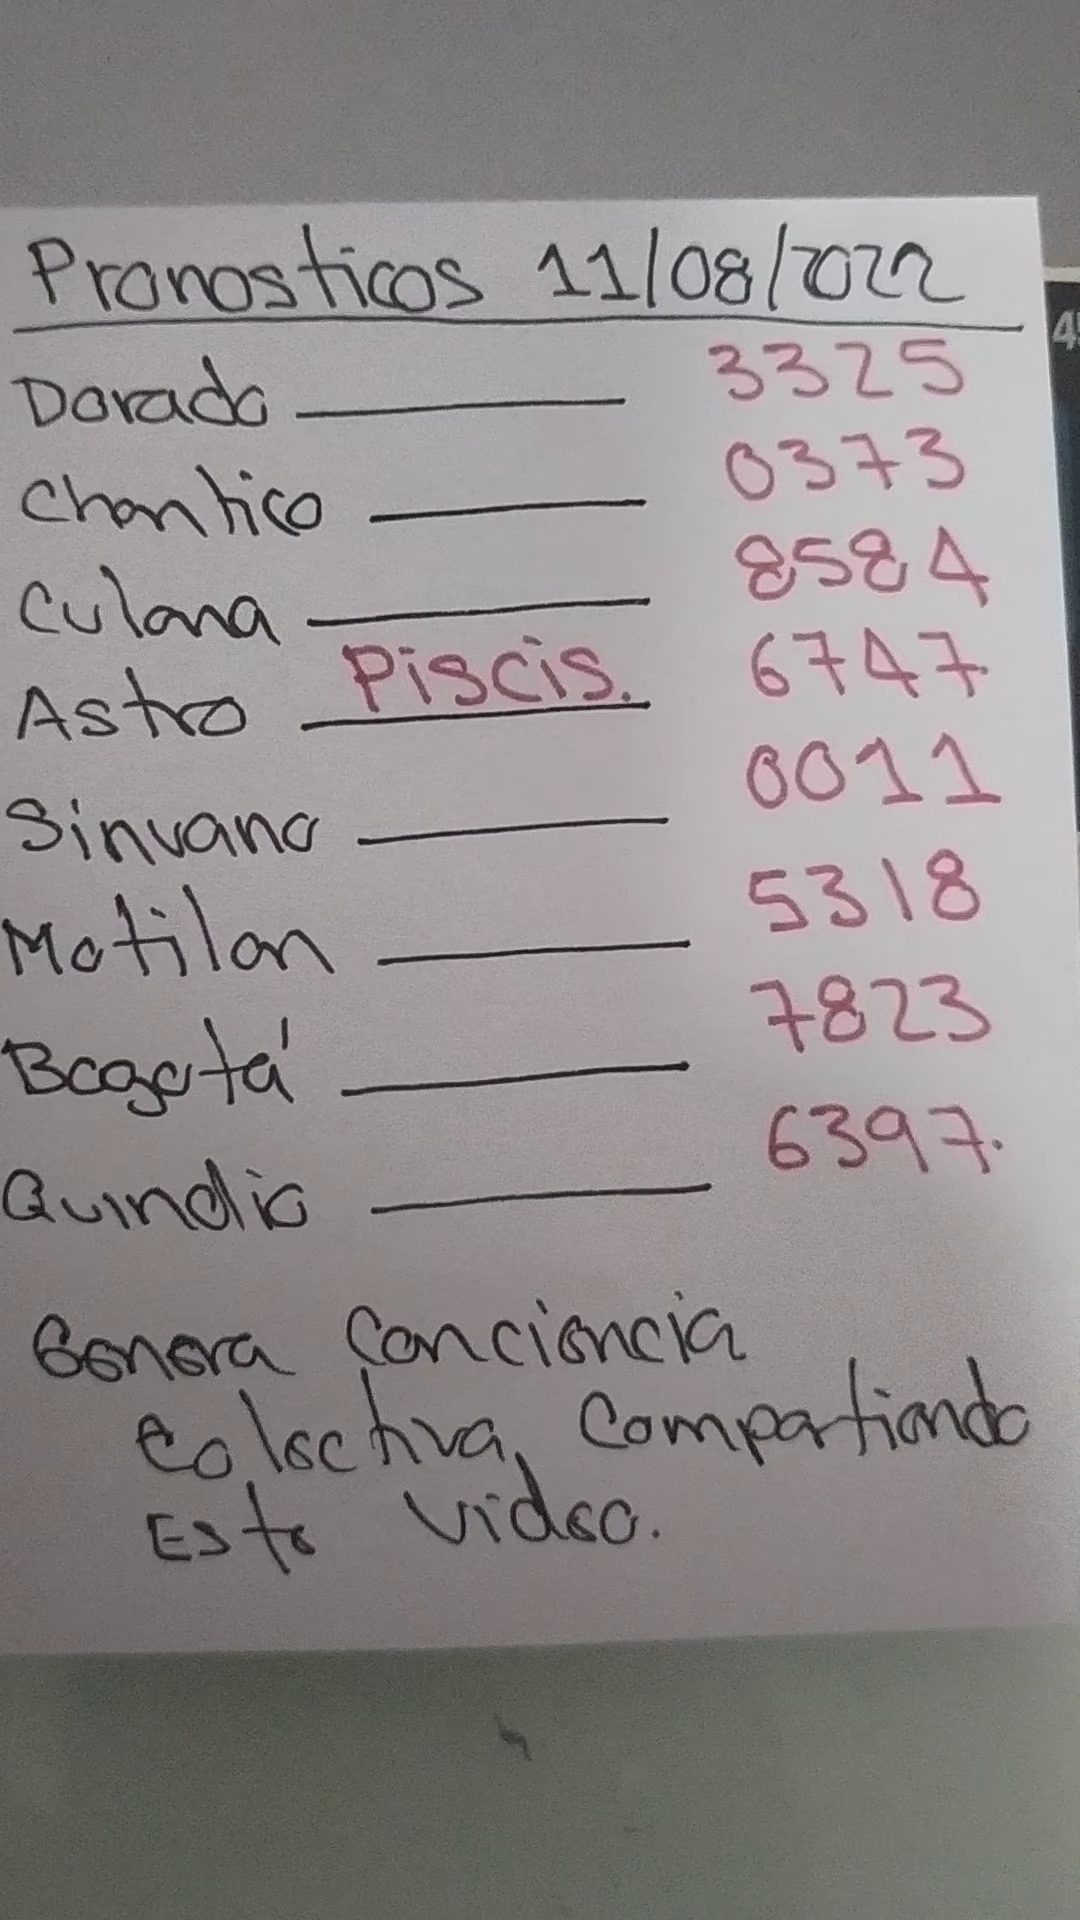 Pronosticos 11/08/2022
Dorado 3325
Chontico 0373
Culona 8584
Astro Piscis. 6747.
Sinuano 0011
Motilon 5318
Bogotá 7823
Quindio 6397.
Genera Conciencia
Colectiva, Compartiendo
Este video.
4